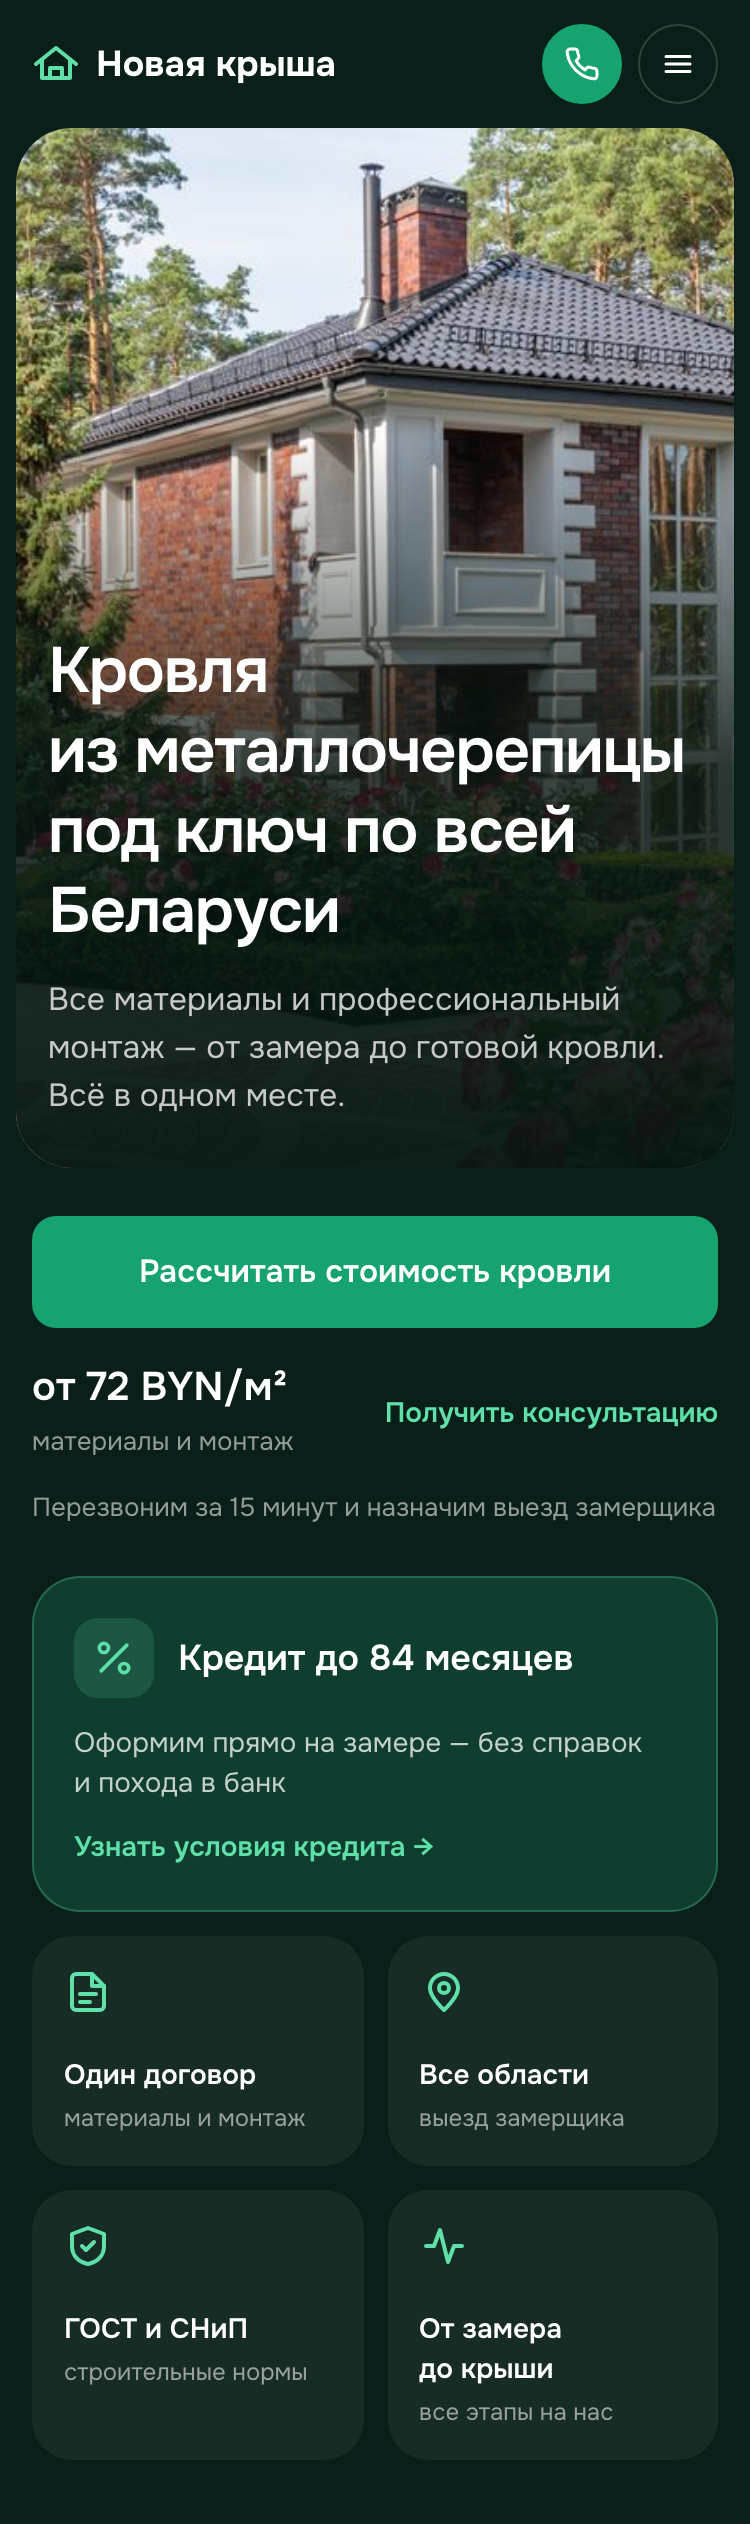 Новая крыша
Кровля
из металлочерепицы
под ключ по всей
Беларуси
Все материалы и профессиональный
монтаж — от замера до готовой кровли.
Всё в одном месте.
Рассчитать стоимость кровли
от 72 BYN/м²
материалы и монтаж
Получить консультацию
Перезвоним за 15 минут и назначим выезд замерщика
Кредит до 84 месяцев
Оформим прямо на замере — без справок
и похода в банк
Узнать условия кредита →
Один договор
материалы и монтаж
Все области
выезд замерщика
ГОСТ и СНиП
строительные нормы
От замера
до крыши
все этапы на нас